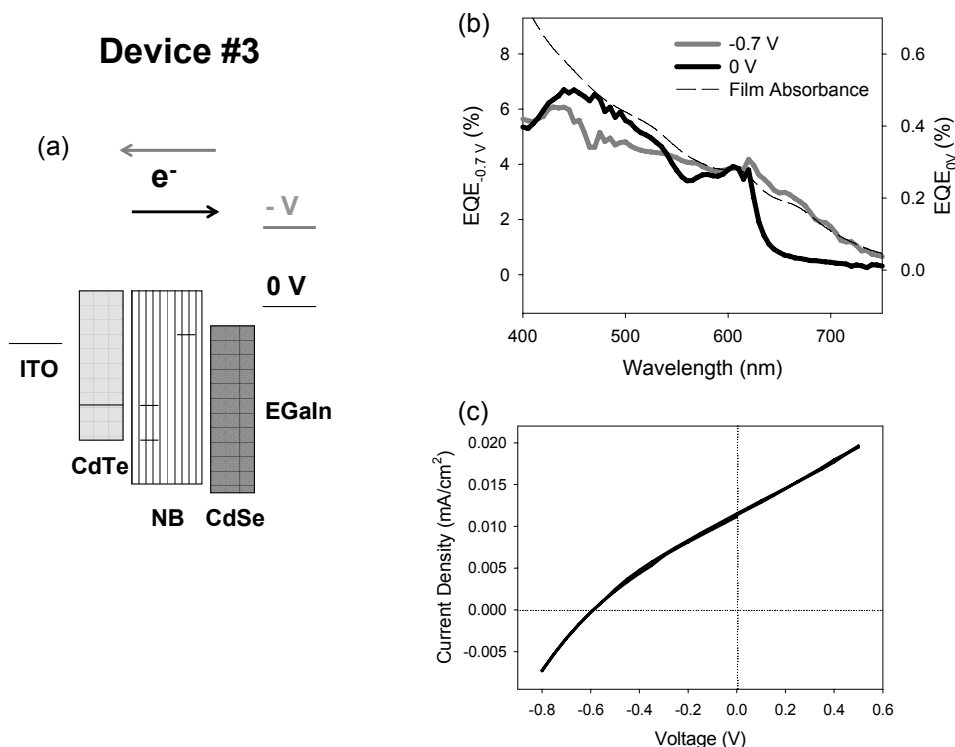 Device #3
(a)
e-
- V
0 V
ITO
CdTe
NB
CdSe
EGaIn
(b)
-0.7 V
0 V
Film Absorbance
EQE-0.7 V (%)
8
6
4
2
0
EQE0V (%)
0.6
0.4
0.2
0.0
400 500 600 700
Wavelength (nm)
(c)
Current Density (mA/cm2)
0.020
0.015
0.010
0.005
0.000
-0.005
-0.8 -0.6 -0.4 -0.2 0.0 0.2 0.4 0.6
Voltage (V)